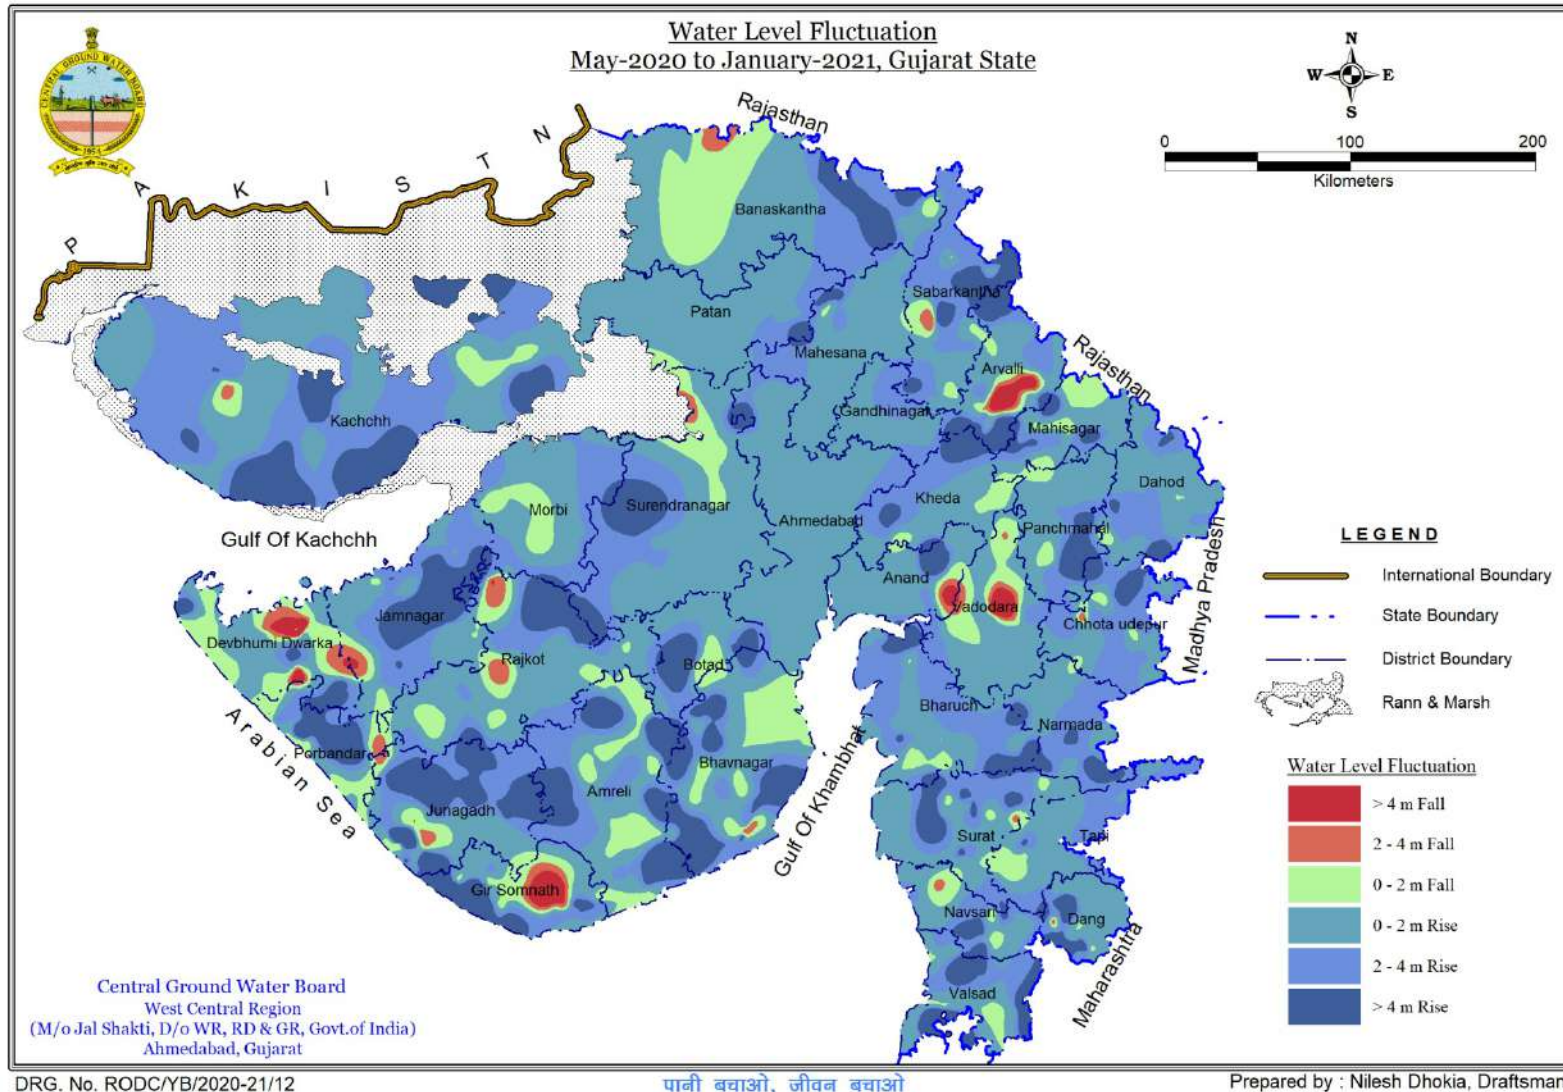 Water Level Fluctuation
May-2020 to January-2021, Gujarat State
CENTRAL GROUND WATER BOARD
N
W E
S
0 100 200
Kilometers
PAKISTN
Rajasthan
Banaskantha
Patan
Sabarkantha
Mahesana
Rajasthan
Arvalli
Gandhinagar
Kachchh
Mahisagar
Dahod
Kheda
Morbi
Surendranagar
Ahmedabad
Panchmahal
Gulf Of Kachchh
Madhya Pradesh
Anand
Vadodara
Jamnagar
Chhota udepur
Devbhumi Dwarka
Rajkot
Botad
Bharuch
Narmada
Arabian Sea
Porbandar
Bhavnagar
Gulf Of Khambhat
Amreli
Junagadh
Surat
Tapi
Gir Somnath
Navsari
Dang
Maharashtra
Valsad
LEGEND
International Boundary
State Boundary
District Boundary
Rann & Marsh
Water Level Fluctuation
> 4 m Fall
2 - 4 m Fall
0 - 2 m Fall
0 - 2 m Rise
2 - 4 m Rise
> 4 m Rise
Central Ground Water Board
West Central Region
(M/o Jal Shakti, D/o WR, RD & GR, Govt.of India)
Ahmedabad, Gujarat
DRG. No. RODC/YB/2020-21/12
पानी बचाओ, जीवन बचाओ
Prepared by : Nilesh Dhokia, Draftsman